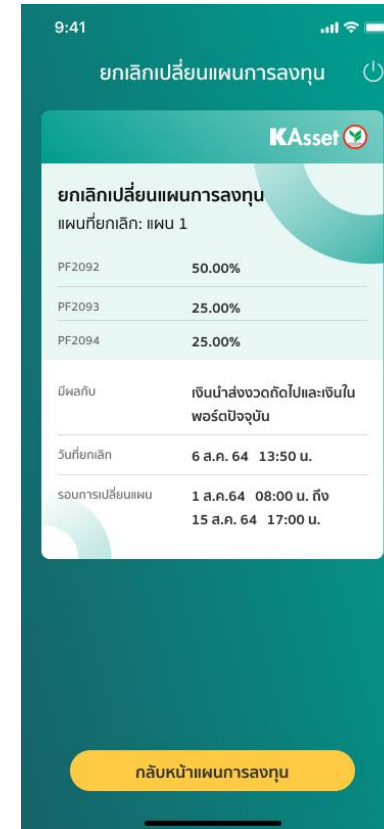 9:41
ยกเลิกเปลี่ยนแผนการลงทุน
KAsset
ยกเลิกเปลี่ยนแผนการลงทุน
แผนที่ยกเลิก: แผน 1
PF2092 50.00%
PF2093 25.00%
PF2094 25.00%
มีผลกับ เงินนำส่งงวดถัดไปและเงินใน
พอร์ตปัจจุบัน
วันที่ยกเลิก 6 ส.ค. 64 13:50 น.
รอบการเปลี่ยนแผน 1 ส.ค.64 08:00 น. ถึง
15 ส.ค. 64 17:00 น.
กลับหน้าแผนการลงทุน